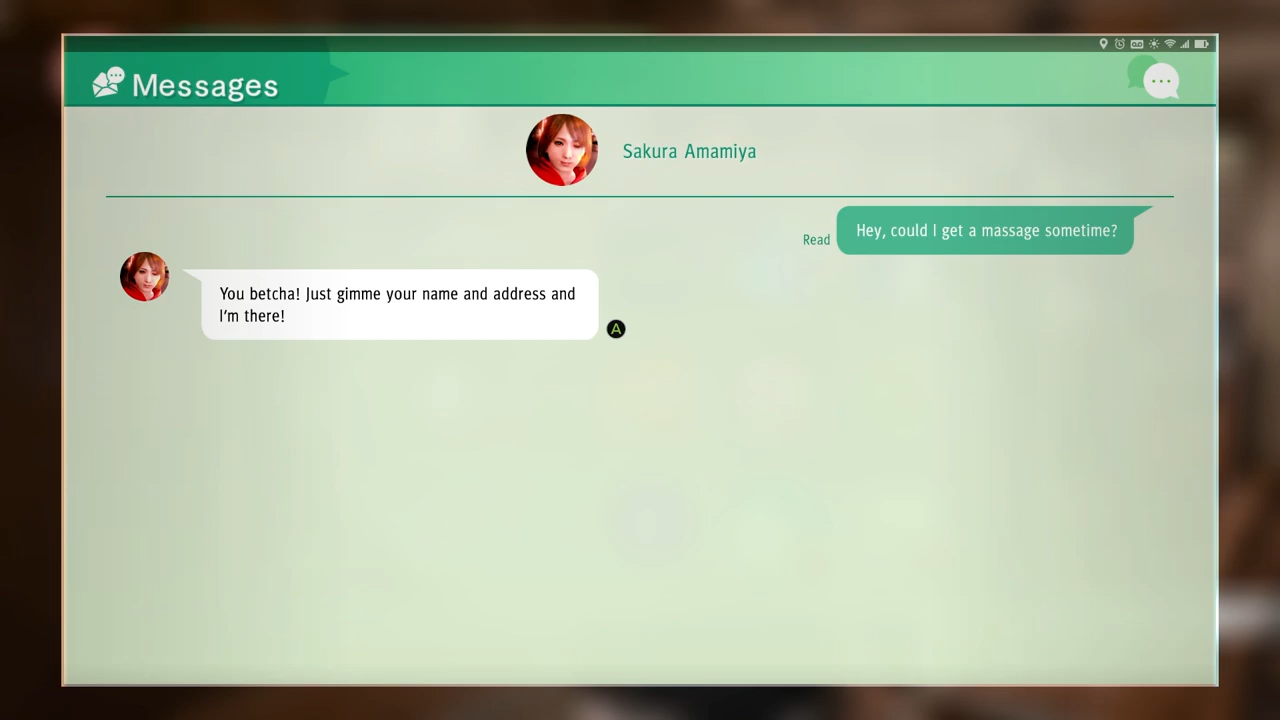 Messages
Sakura Amamiya
Hey, could I get a massage sometime?
Read
You betcha! Just gimme your name and address and
I'm there!
A